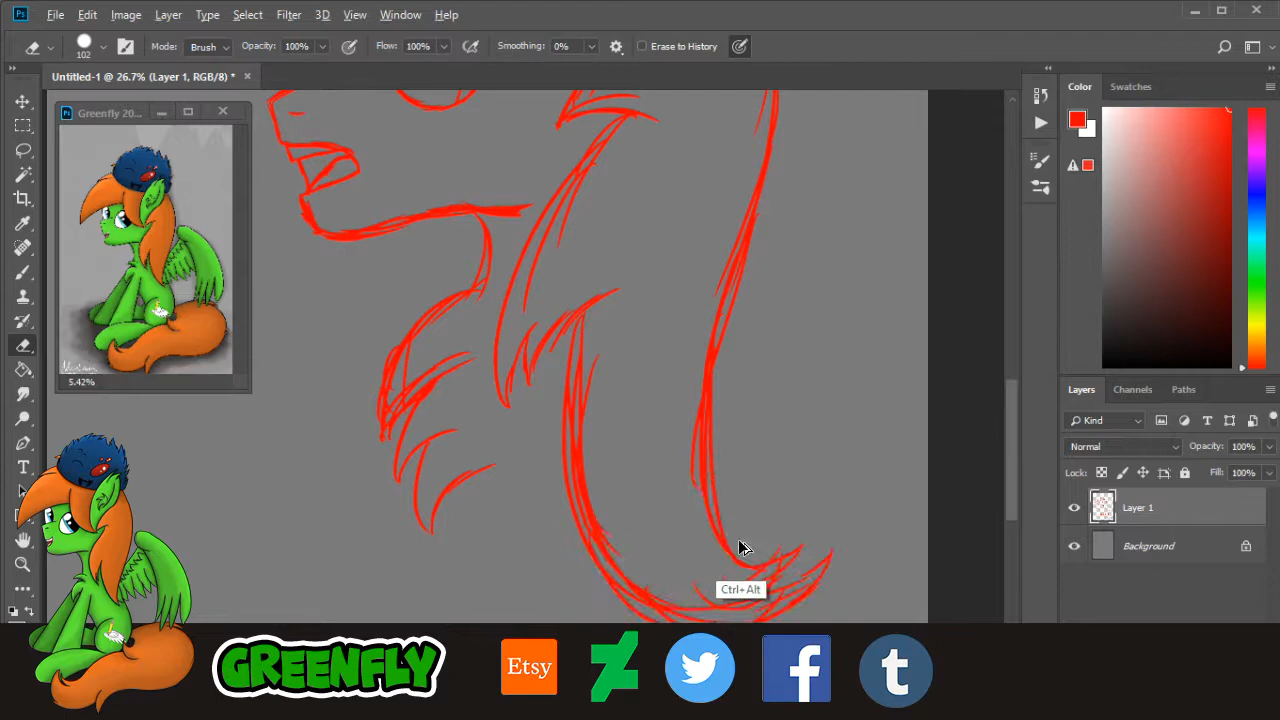 Ps File Edit Image Layer Type Select Filter 3D View Window Help
102 Mode: Brush Opacity: 100% Flow: 100% Smoothing: 0% Erase to History
Untitled-1 @ 26.7% (Layer 1, RGB/8) *
Greenfly 20...
5.42%
Color Swatches
Layers Channels Paths
Kind
Normal Opacity: 100%
Lock: Fill: 100%
Layer 1
Background
Ctrl+Alt
GREENFLY Etsy